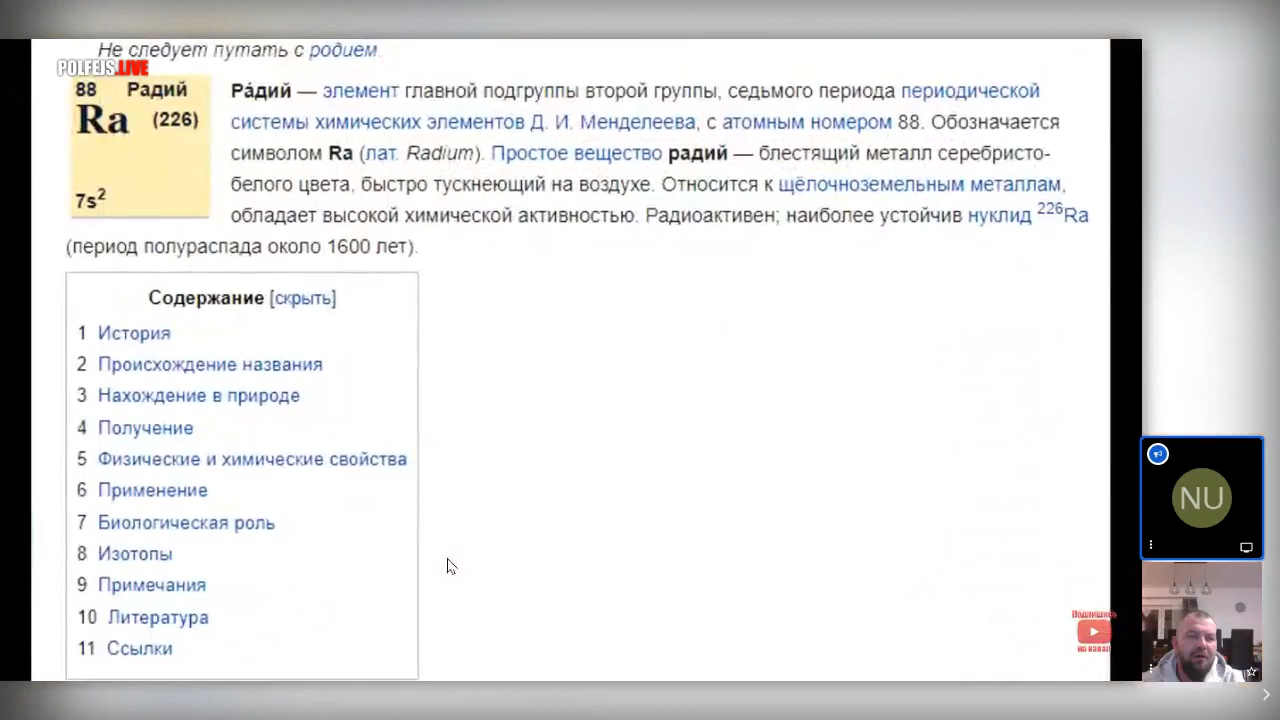 Не следует путать с родием.
POLFEJS.LIVE
88 Радий
Ra (226)
7s²
Ра́дий — элемент главной подгруппы второй группы, седьмого периода периодической
системы химических элементов Д. И. Менделеева, с атомным номером 88. Обозначается
символом Ra (лат. Radium). Простое вещество радий — блестящий металл серебристо-
белого цвета, быстро тускнеющий на воздухе. Относится к щёлочноземельным металлам,
обладает высокой химической активностью. Радиоактивен; наиболее устойчив нуклид ²²⁶Ra
(период полураспада около 1600 лет).
Содержание [скрыть]
1 История
2 Происхождение названия
3 Нахождение в природе
4 Получение
5 Физические и химические свойства
6 Применение
7 Биологическая роль
8 Изотопы
9 Примечания
10 Литература
11 Ссылки
NU
на канал